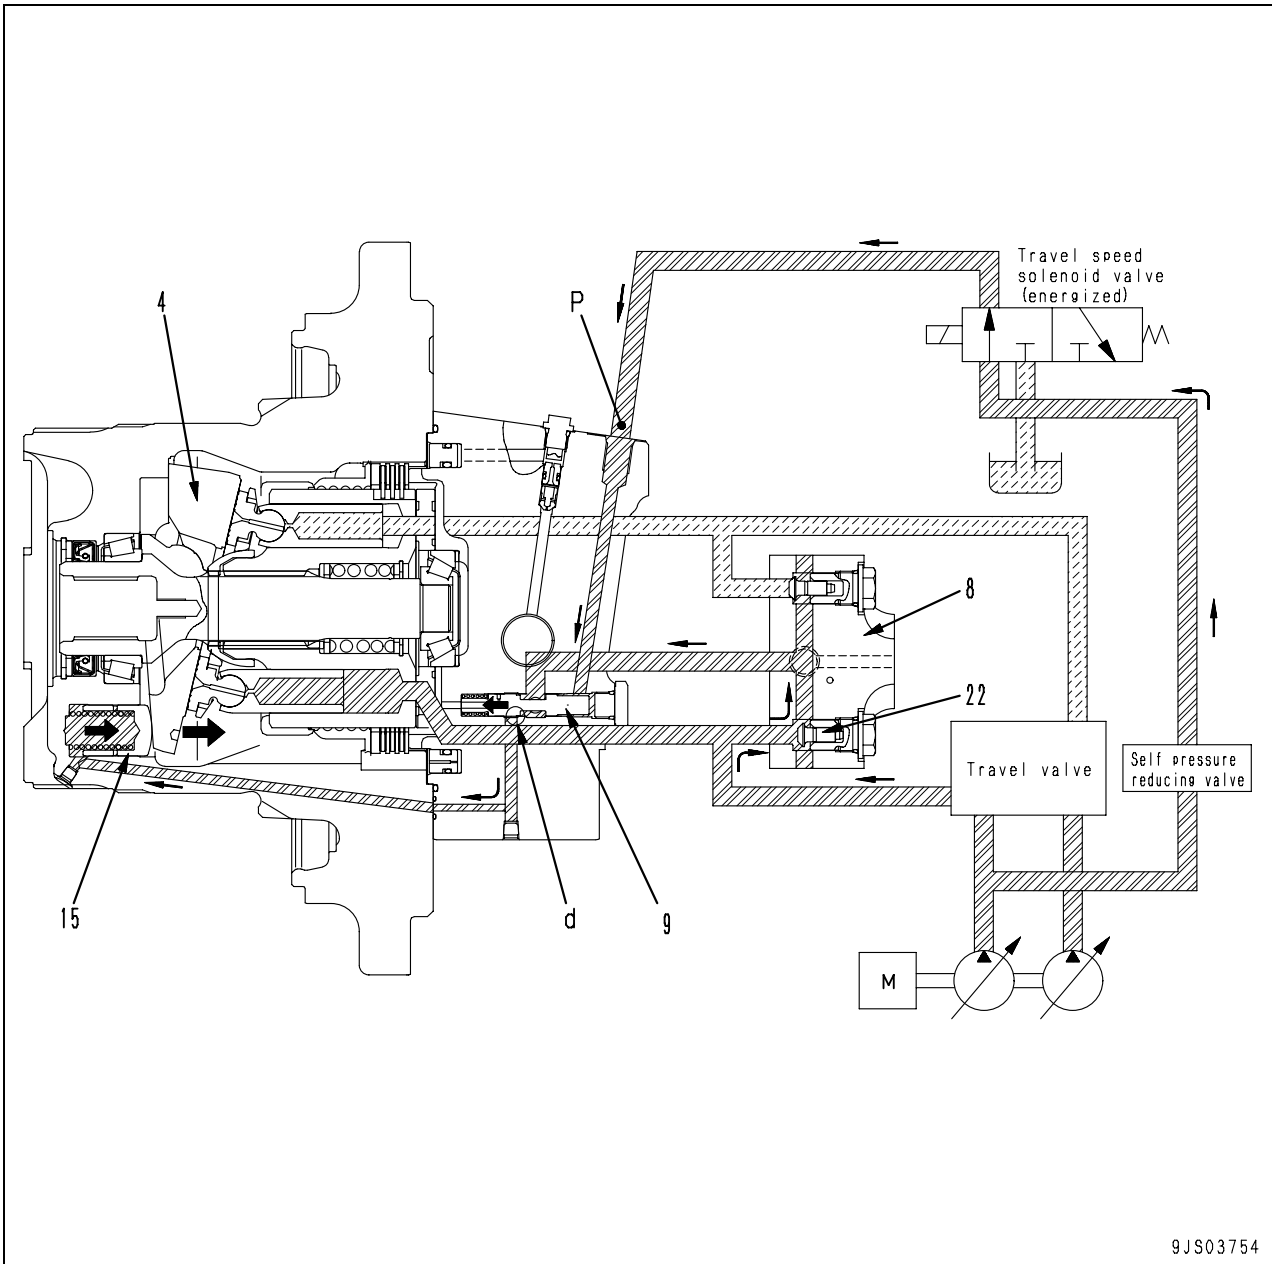 Travel speed
solenoid valve
(energized)
4
P
8
22
Travel valve
Self pressure
reducing valve
15
d
9
M
9JS03754